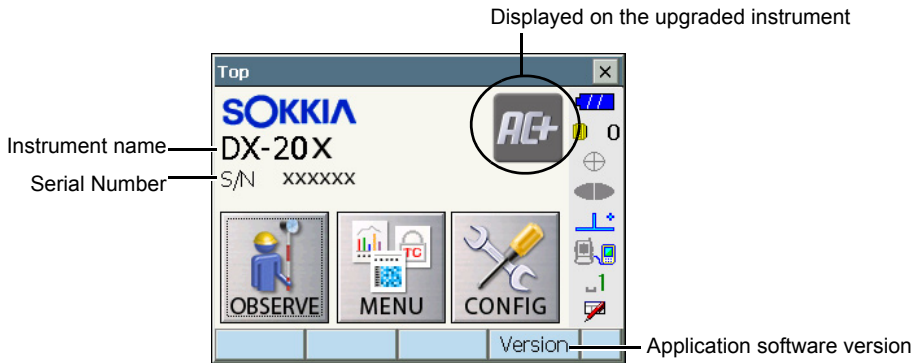 Displayed on the upgraded instrument
Top
SOKKIA
AC+
Instrument name
DX-20X
0
Serial Number
S/N xxxxxx
TC
OBSERVE
MENU
CONFIG
1
Version
Application software version